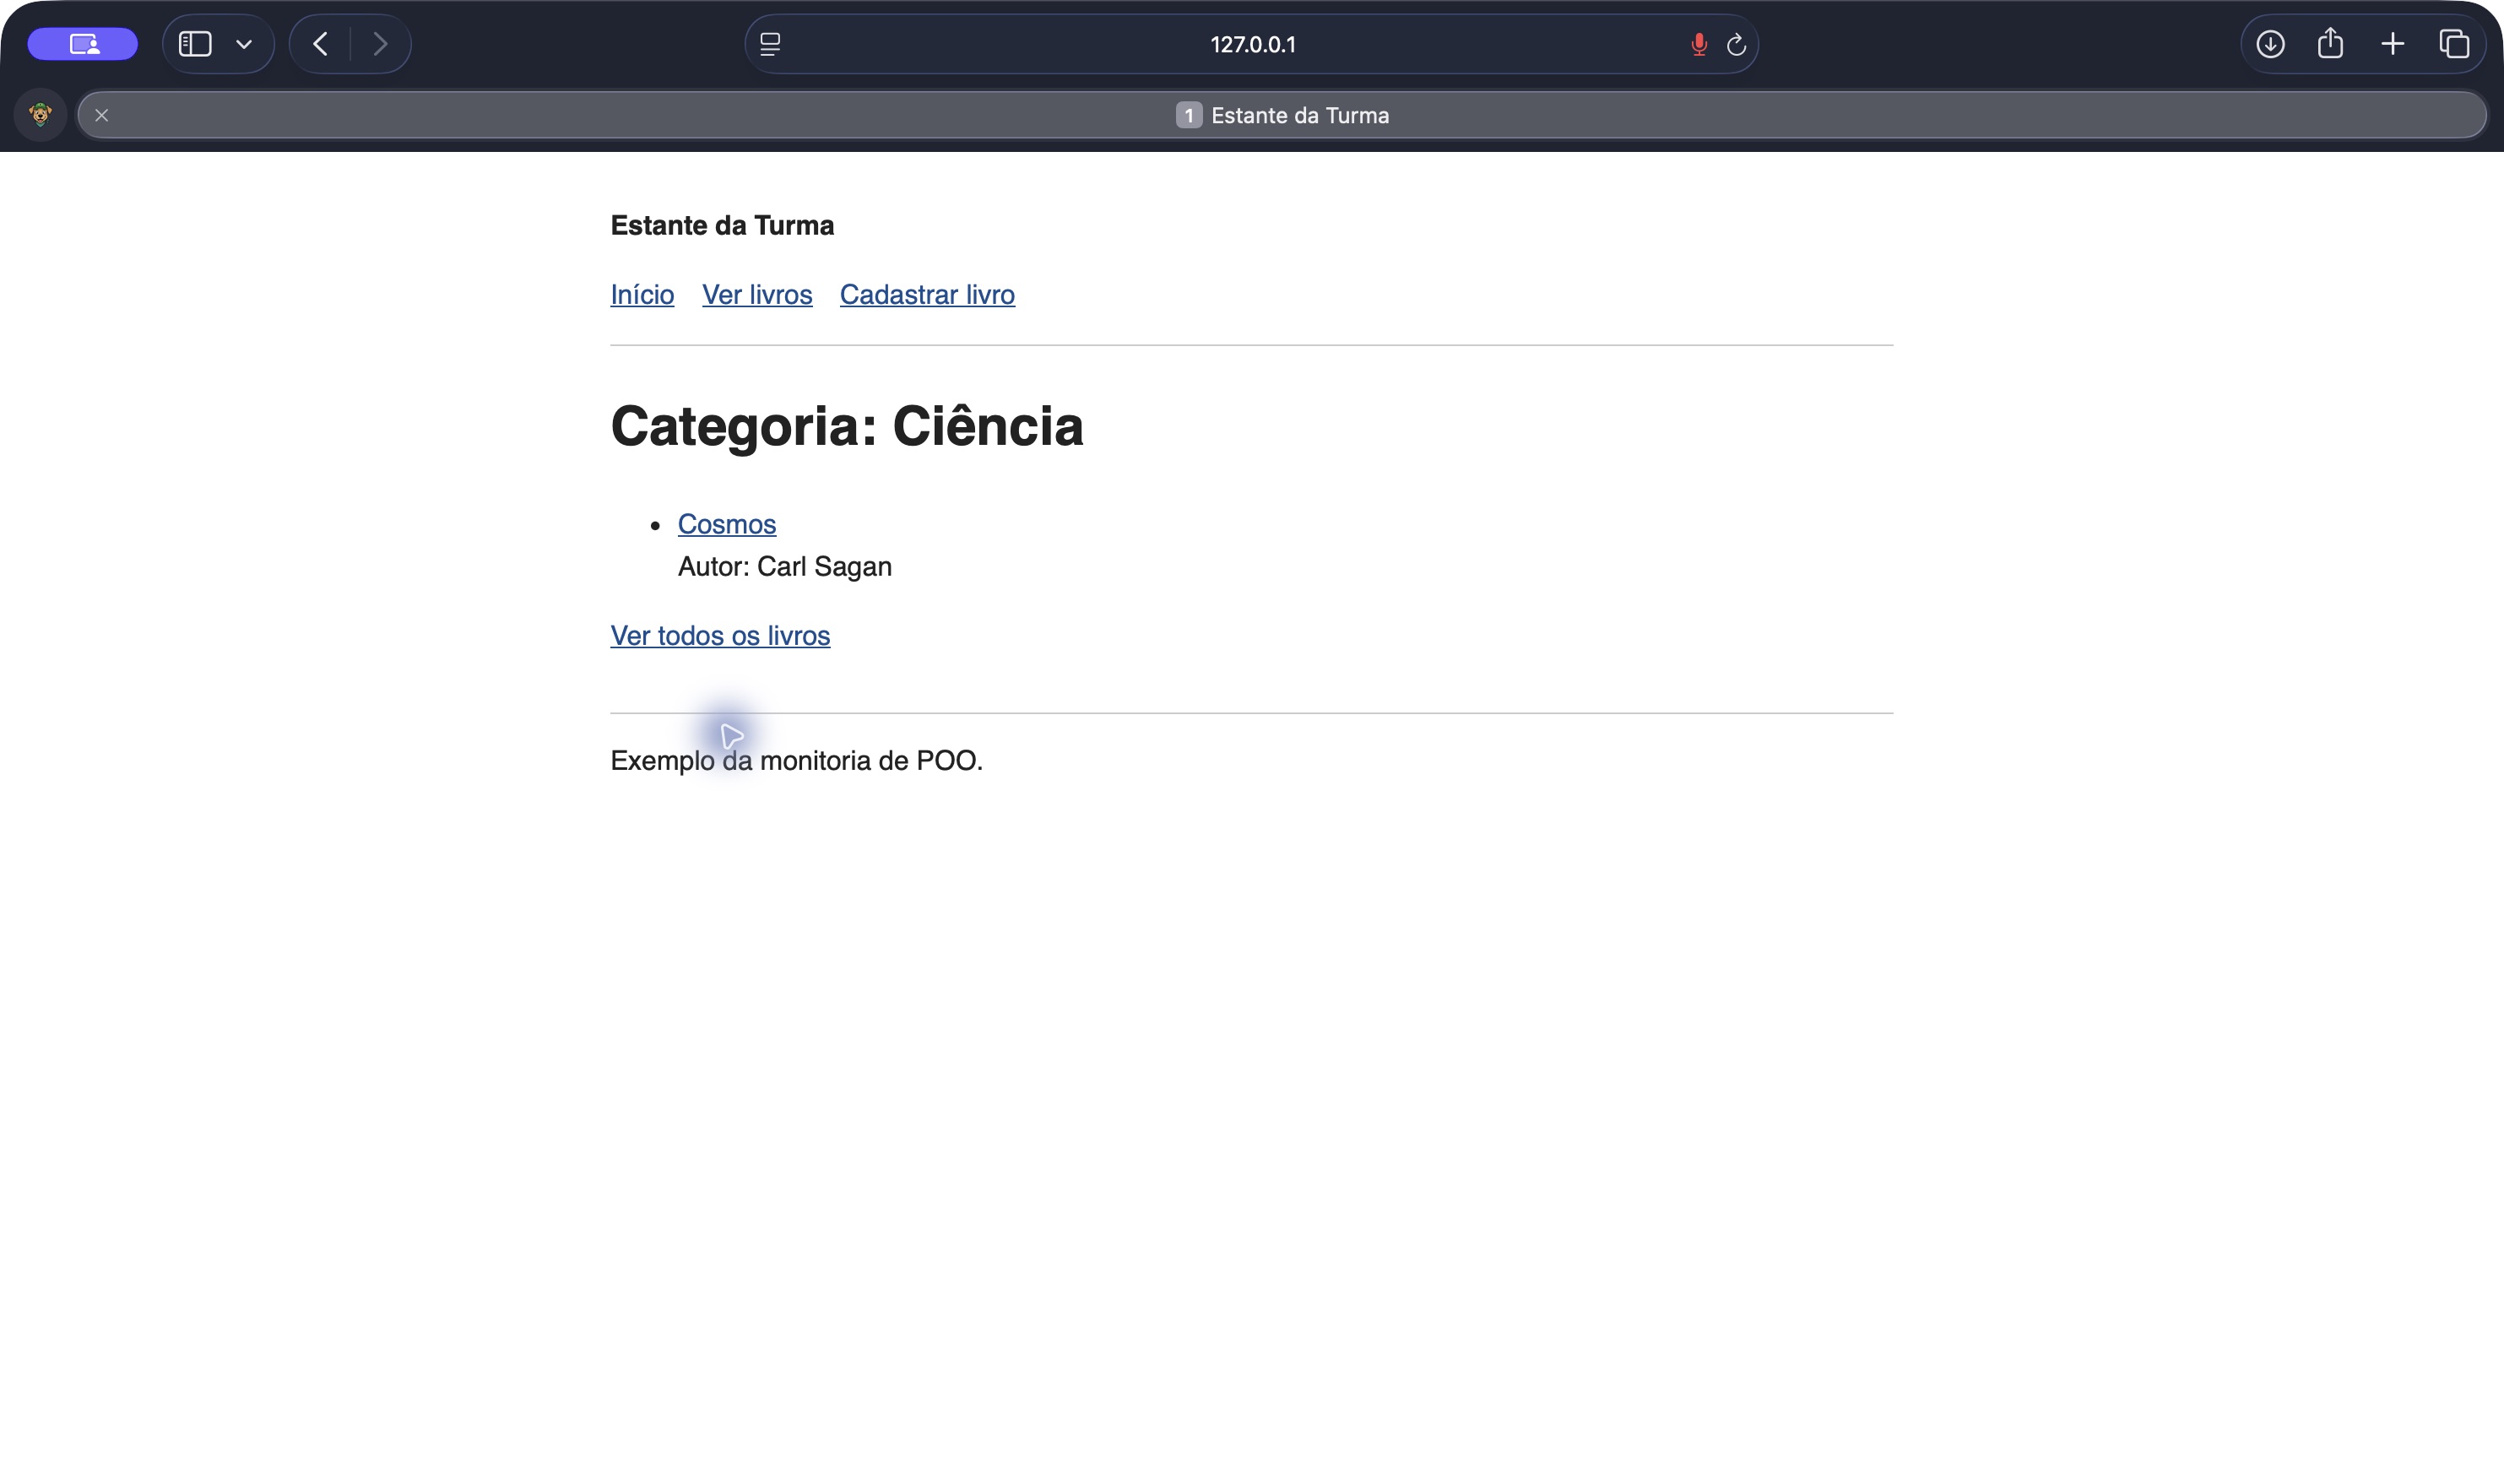 127.0.0.1
1 Estante da Turma
Estante da Turma
Início Ver livros Cadastrar livro
Categoria: Ciência
• Cosmos
Autor: Carl Sagan
Ver todos os livros
Exemplo da monitoria de POO.